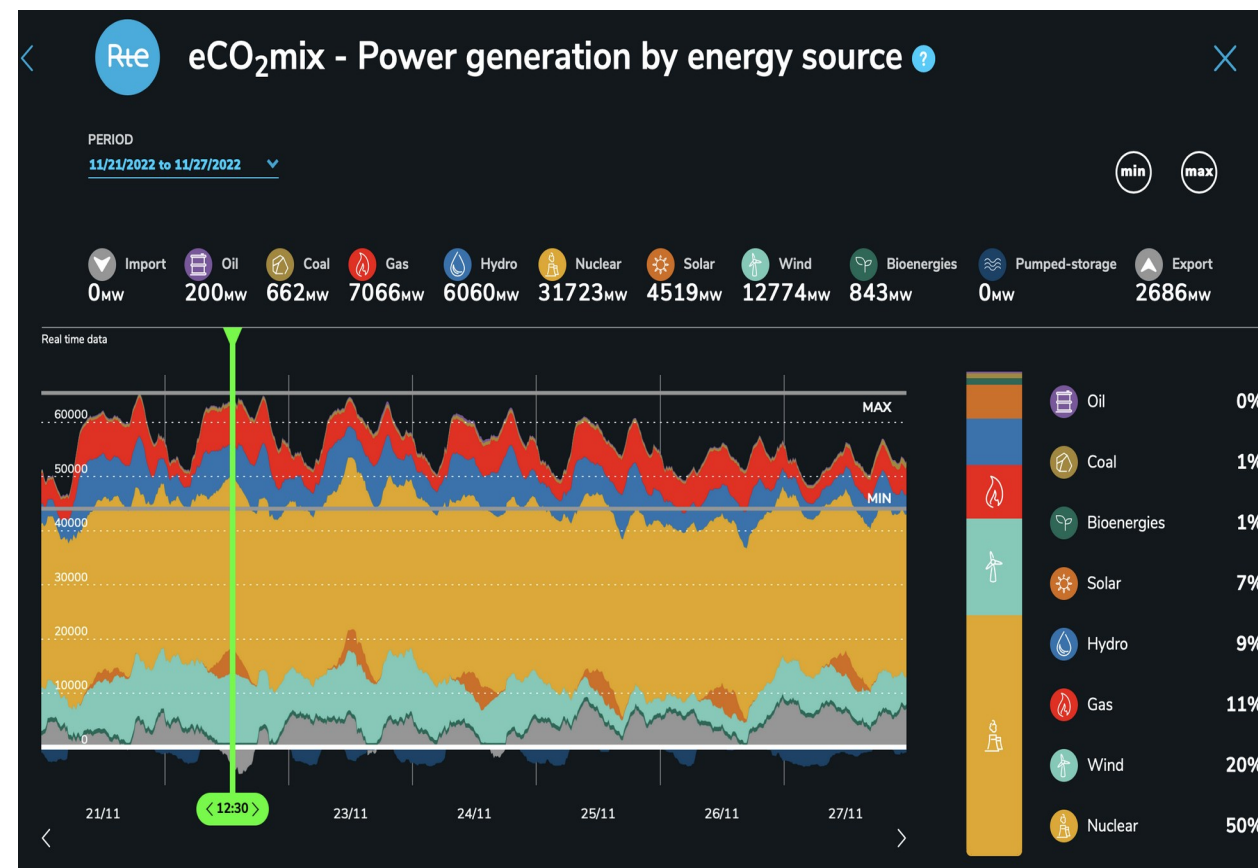 Rte
eCO₂mix - Power generation by energy source ?
PERIOD
11/21/2022 to 11/27/2022
min max
Import Oil Coal Gas Hydro Nuclear Solar Wind Bioenergies Pumped-storage Export
0MW 200MW 662MW 7066MW 6060MW 31723MW 4519MW 12774MW 843MW 0MW 2686MW
Real time data
MAX
60000
50000
MIN
40000
30000
20000
10000
0
21/11 12:30 23/11 24/11 25/11 26/11 27/11
Oil 0%
Coal 1%
Bioenergies 1%
Solar 7%
Hydro 9%
Gas 11%
Wind 20%
Nuclear 50%